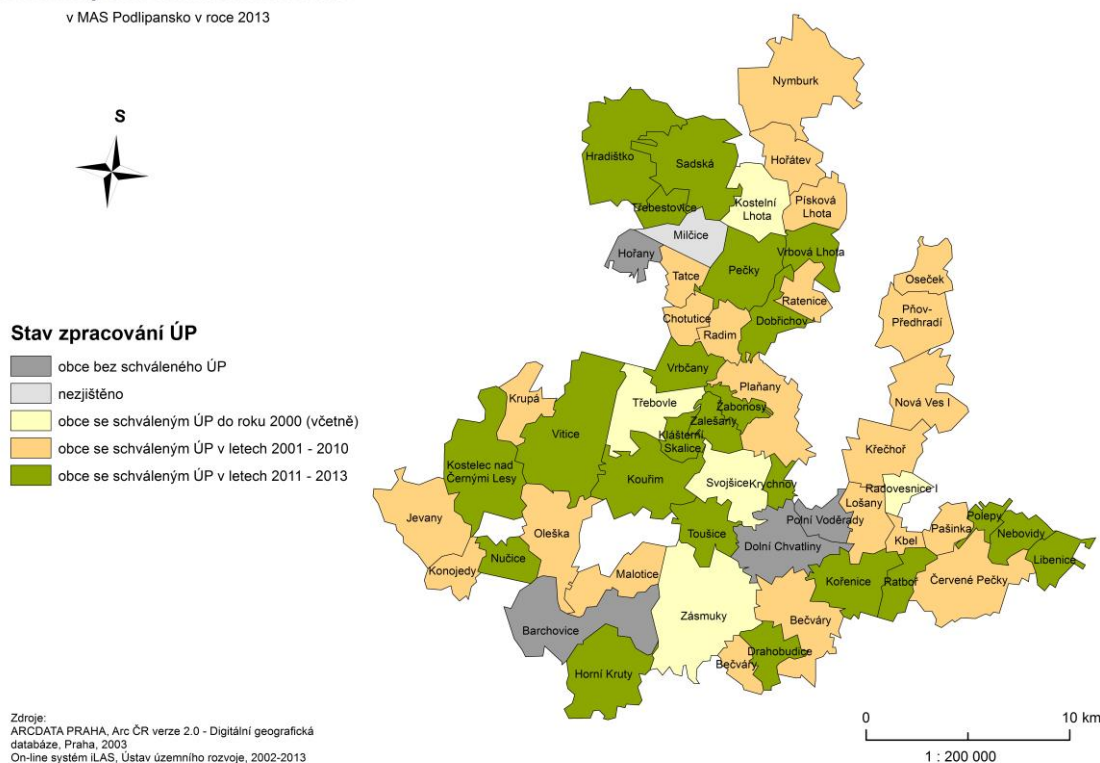 v MAS Podlipansko v roce 2013
S
Nymburk
Hradištko
Sadská
Hořátev
Třebestovice
Kostelní
Lhota
Písková
Lhota
Milčice
Hořany
Pečky
Vrbová Lhota
Tatce
Oseček
Ratenice
Chotutice
Radim
Dobřichov
Pňov-
Předhradí
Stav zpracování ÚP
obce bez schváleného ÚP
nezjištěno
obce se schváleným ÚP do roku 2000 (včetně)
obce se schváleným ÚP v letech 2001 - 2010
obce se schváleným ÚP v letech 2011 - 2013
Vrbčany
Plaňany
Krupá
Třebovle
Žabonosy
Nová Ves I
Vitice
Zalešany
Klášterní
Skalice
Křečhoř
Kostelec nad
Černými Lesy
Kouřim
Svojšice
Krychnov
Radovesnice I
Lošany
Jevany
Oleška
Toušice
Polní Voděrady
Dolní Chvatliny
Kbel
Pašinka
Polepy
Nebovidy
Libenice
Nučice
Konojedy
Malotice
Kořenice
Ratboř
Červené Pečky
Zásmuky
Bečváry
Barchovice
Drahobudice
Bečváry
Horní Kruty
Zdroje:
ARCDATA PRAHA, Arc ČR verze 2.0 - Digitální geografická
databáze, Praha, 2003
On-line systém iLAS, Ústav územního rozvoje, 2002-2013
0
10 km
1 : 200 000